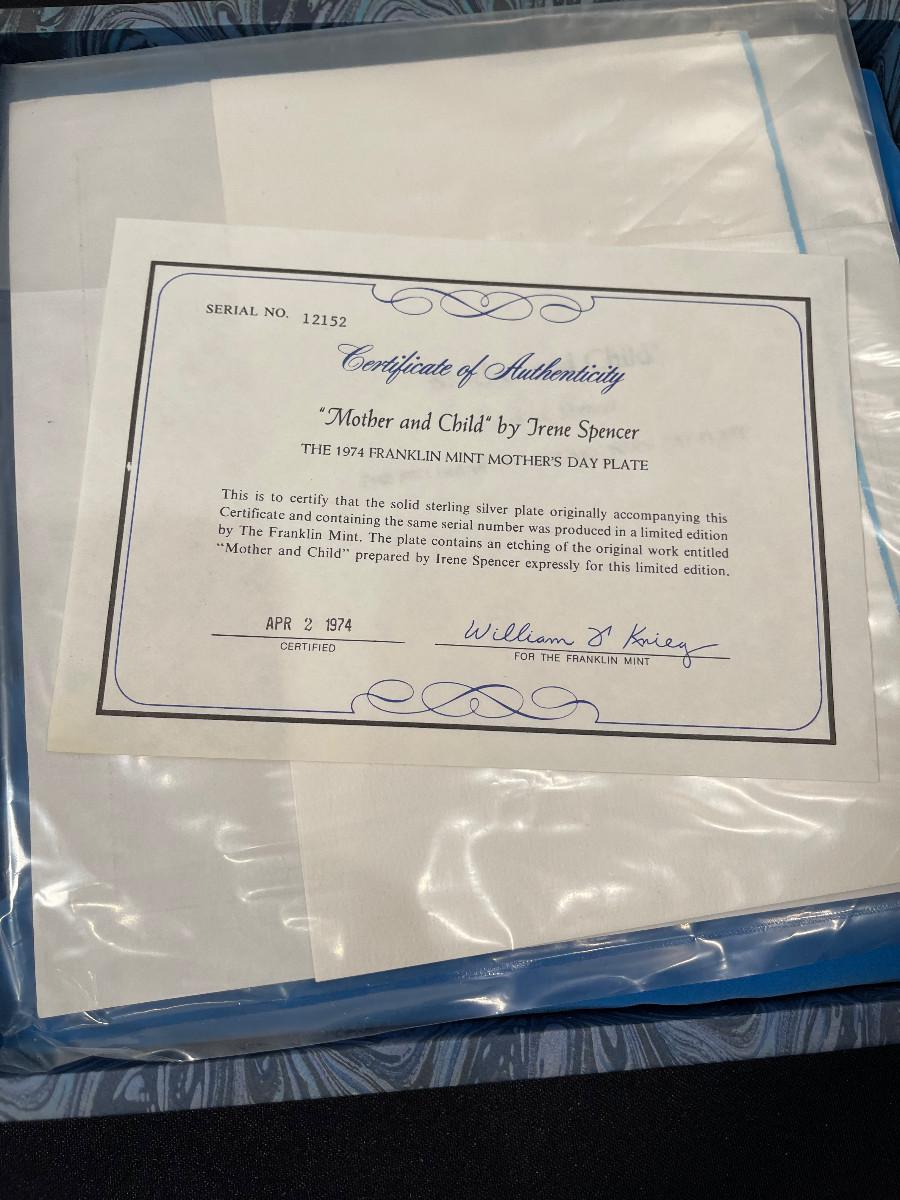 SERIAL NO. 12152
Certificate of Authenticity
"Mother and Child" by Irene Spencer
THE 1974 FRANKLIN MINT MOTHER'S DAY PLATE
This is to certify that the solid sterling silver plate originally accompanying this
Certificate and containing the same serial number was produced in a limited edition
by The Franklin Mint. The plate contains an etching of the original work entitled
"Mother and Child" prepared by Irene Spencer expressly for this limited edition.
APR 2 1974
CERTIFIED
William F Krieg
FOR THE FRANKLIN MINT